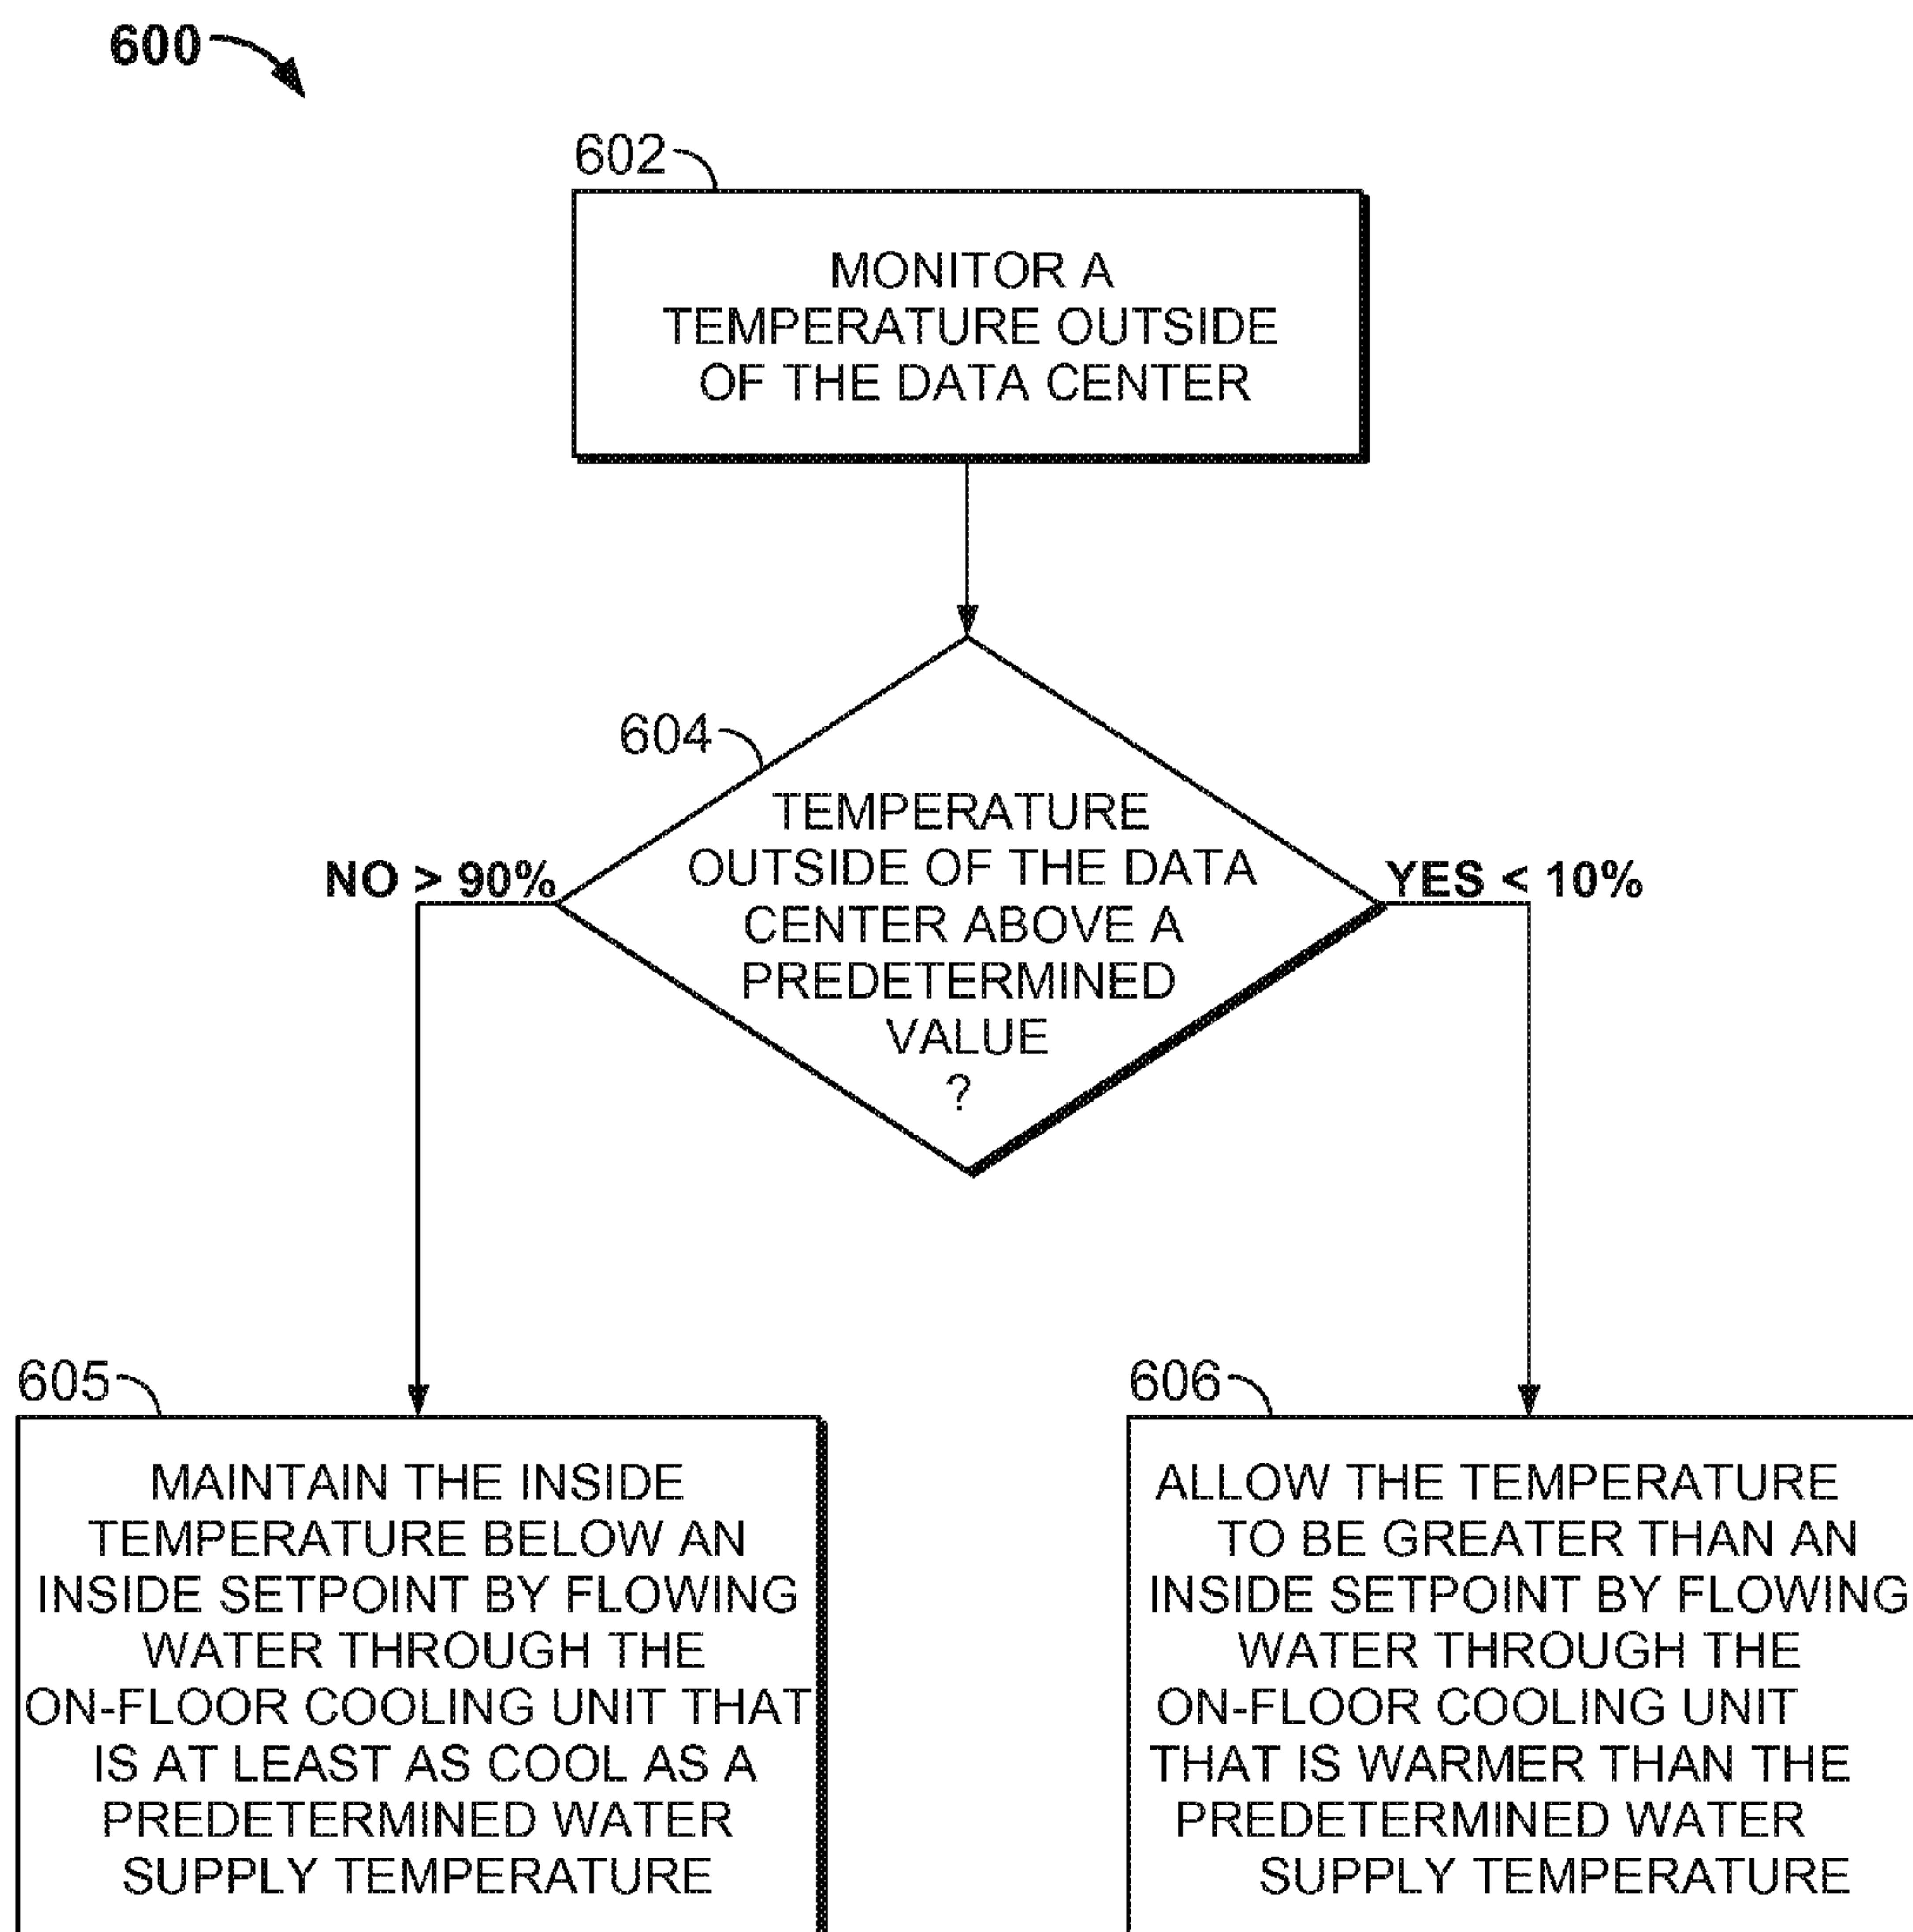 600
602
MONITOR A
TEMPERATURE OUTSIDE
OF THE DATA CENTER
604
TEMPERATURE
OUTSIDE OF THE DATA
CENTER ABOVE A
PREDETERMINED
VALUE
?
NO > 90%
YES < 10%
605
MAINTAIN THE INSIDE
TEMPERATURE BELOW AN
INSIDE SETPOINT BY FLOWING
WATER THROUGH THE
ON-FLOOR COOLING UNIT THAT
IS AT LEAST AS COOL AS A
PREDETERMINED WATER
SUPPLY TEMPERATURE
606
ALLOW THE TEMPERATURE
TO BE GREATER THAN AN
INSIDE SETPOINT BY FLOWING
WATER THROUGH THE
ON-FLOOR COOLING UNIT
THAT IS WARMER THAN THE
PREDETERMINED WATER
SUPPLY TEMPERATURE